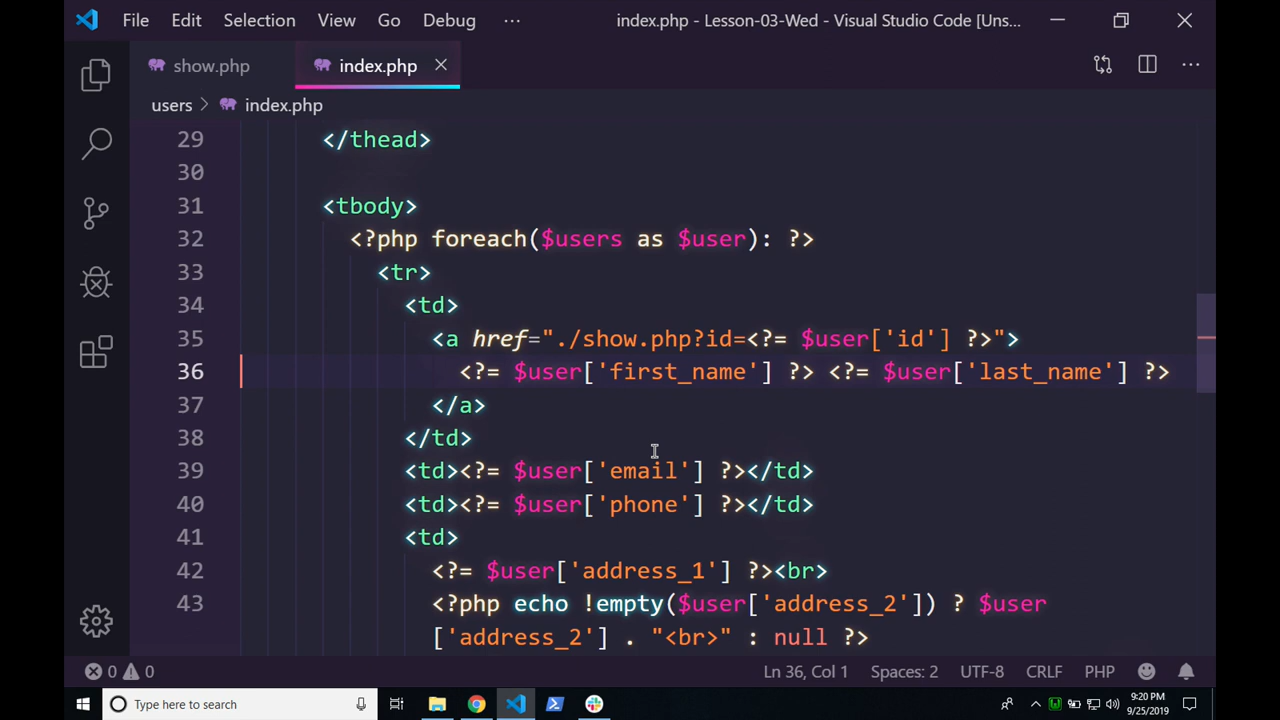 File Edit Selection View Go Debug ··· index.php - Lesson-03-Wed - Visual Studio Code [Uns...
show.php index.php
users > index.php
29 </thead>
30
31 <tbody>
32 <?php foreach($users as $user): ?>
33 <tr>
34 <td>
35 <a href="./show.php?id=<?= $user['id'] ?>">
36 <?= $user['first_name'] ?> <?= $user['last_name'] ?>
37 </a>
38 </td>
39 <td><?= $user['email'] ?></td>
40 <td><?= $user['phone'] ?></td>
41 <td>
42 <?= $user['address_1'] ?><br>
43 <?php echo !empty($user['address_2']) ? $user
['address_2'] . "<br>" : null ?>
0 0 Ln 36, Col 1 Spaces: 2 UTF-8 CRLF PHP
Type here to search 9:20 PM
9/25/2019